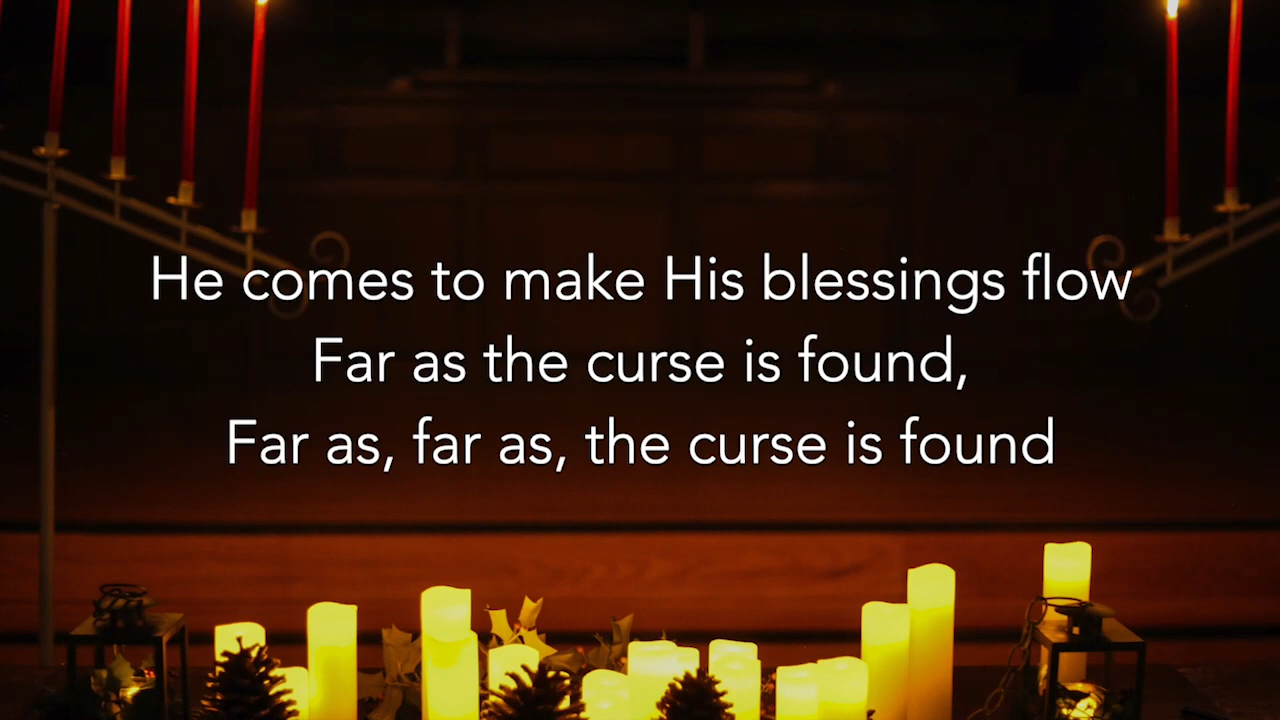 He comes to make His blessings flow
Far as the curse is found,
Far as, far as, the curse is found